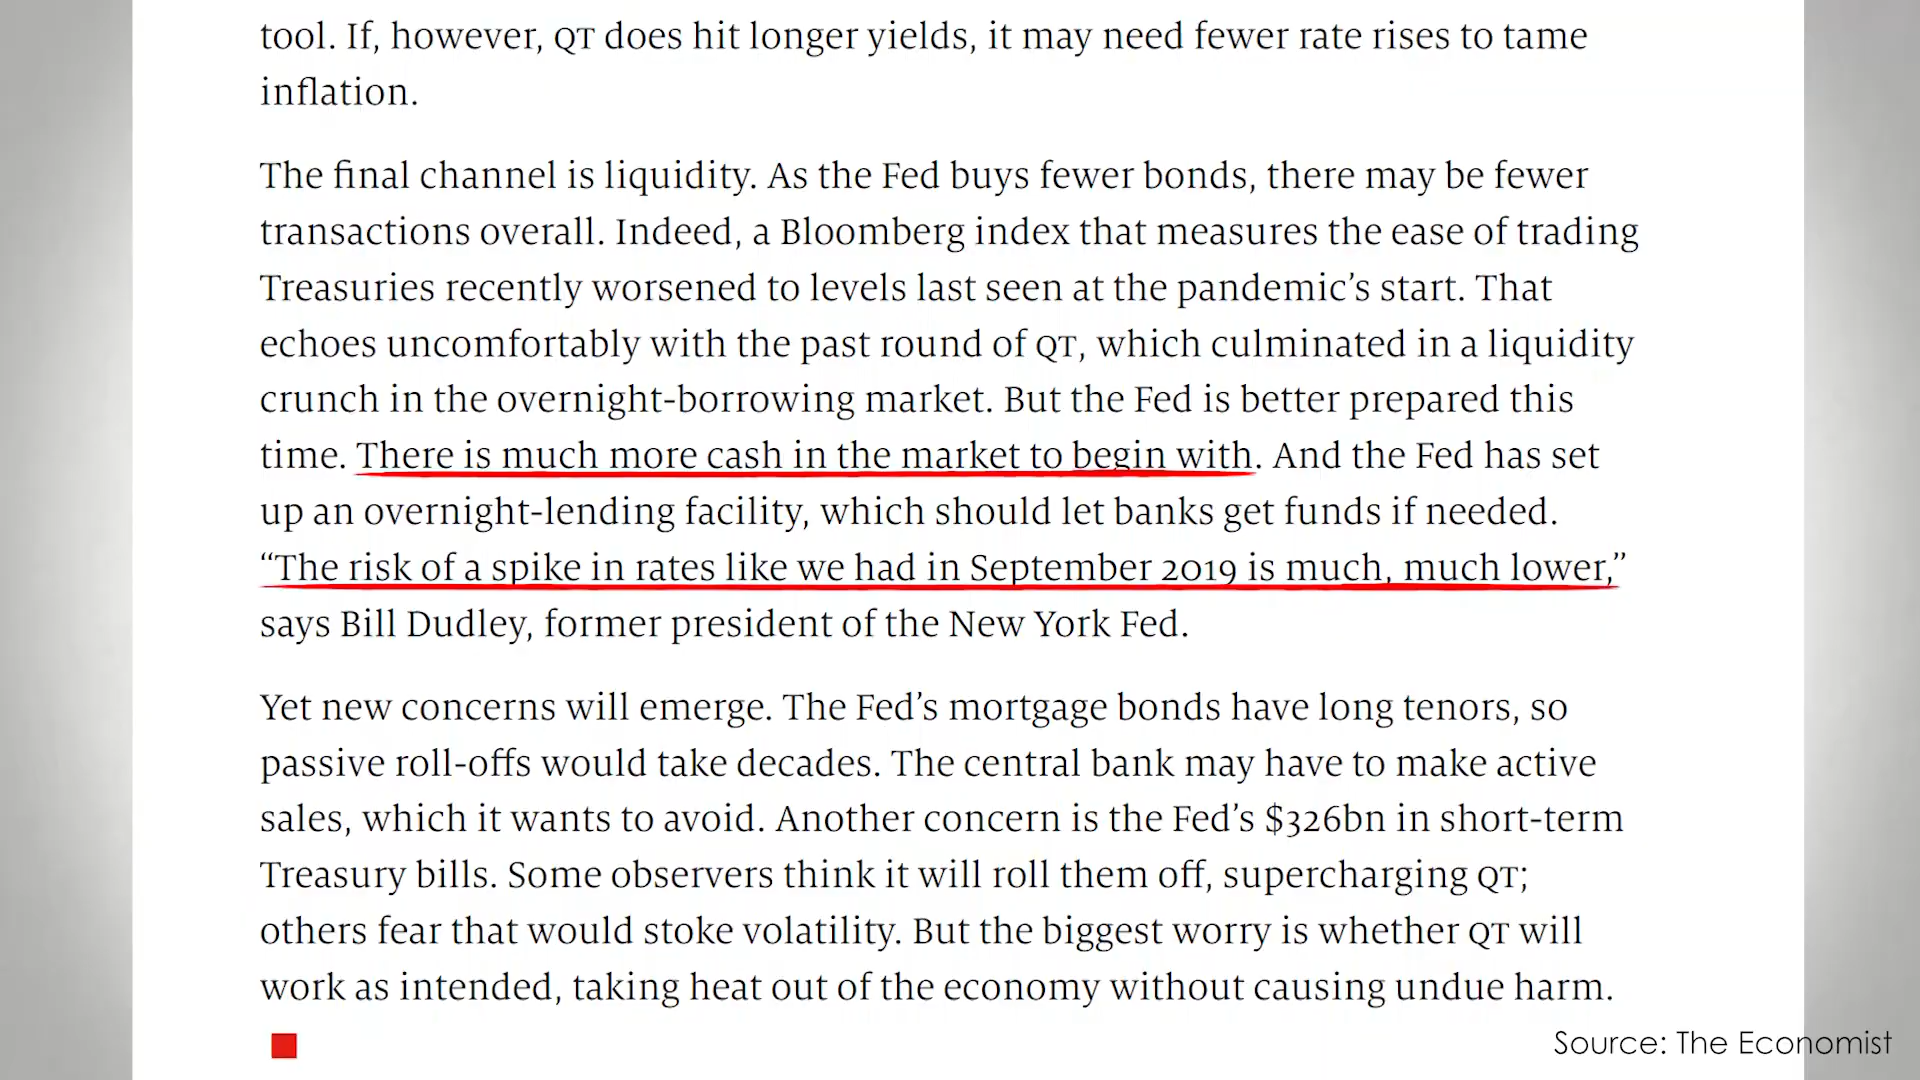 tool. If, however, QT does hit longer yields, it may need fewer rate rises to tame
inflation.
The final channel is liquidity. As the Fed buys fewer bonds, there may be fewer
transactions overall. Indeed, a Bloomberg index that measures the ease of trading
Treasuries recently worsened to levels last seen at the pandemic’s start. That
echoes uncomfortably with the past round of QT, which culminated in a liquidity
crunch in the overnight-borrowing market. But the Fed is better prepared this
time. There is much more cash in the market to begin with. And the Fed has set
up an overnight-lending facility, which should let banks get funds if needed.
“The risk of a spike in rates like we had in September 2019 is much, much lower,”
says Bill Dudley, former president of the New York Fed.
Yet new concerns will emerge. The Fed’s mortgage bonds have long tenors, so
passive roll-offs would take decades. The central bank may have to make active
sales, which it wants to avoid. Another concern is the Fed’s $326bn in short-term
Treasury bills. Some observers think it will roll them off, supercharging QT;
others fear that would stoke volatility. But the biggest worry is whether QT will
work as intended, taking heat out of the economy without causing undue harm.
Source: The Economist